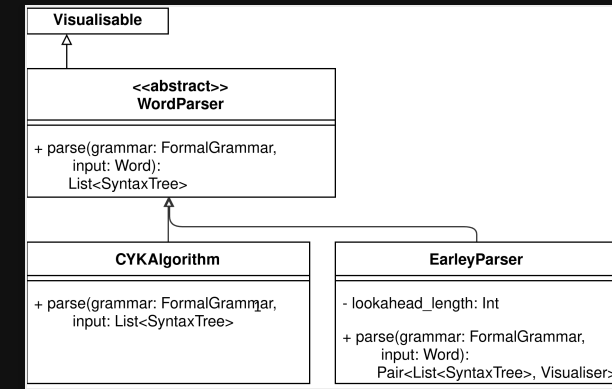 Visualisable
<<abstract>>
WordParser
+ parse(grammar: FormalGrammar,
input: Word):
List<SyntaxTree>
CYKAlgorithm
+ parse(grammar: FormalGrammar,
input: List<SyntaxTree>
EarleyParser
- lookahead_length: Int
+ parse(grammar: FormalGrammar,
input: Word):
Pair<List<SyntaxTree>, Visualiser>